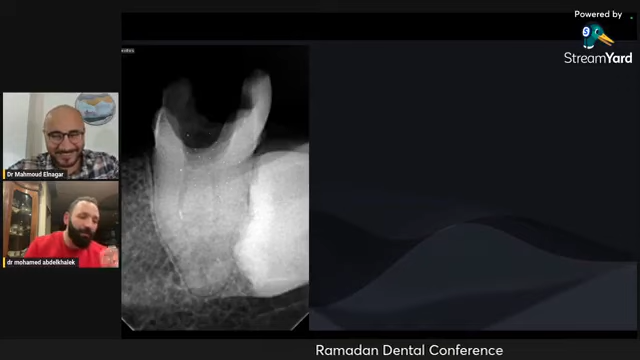 Powered by
StreamYard
Dr Mahmoud Elnagar
dr mohamed abdelkhalek
Ramadan Dental Conference